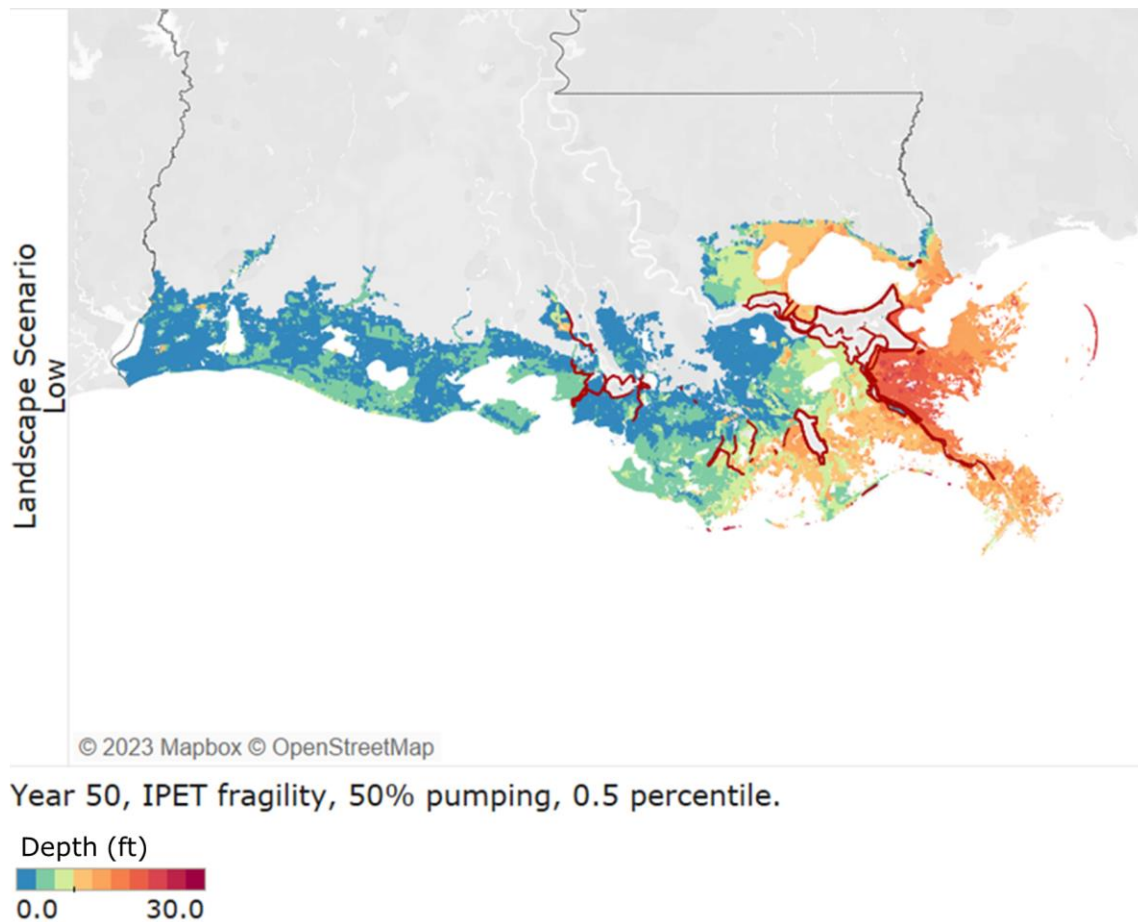 Landscape Scenario
Low
© 2023 Mapbox © OpenStreetMap
Year 50, IPET fragility, 50% pumping, 0.5 percentile.
Depth (ft)
0.0 30.0